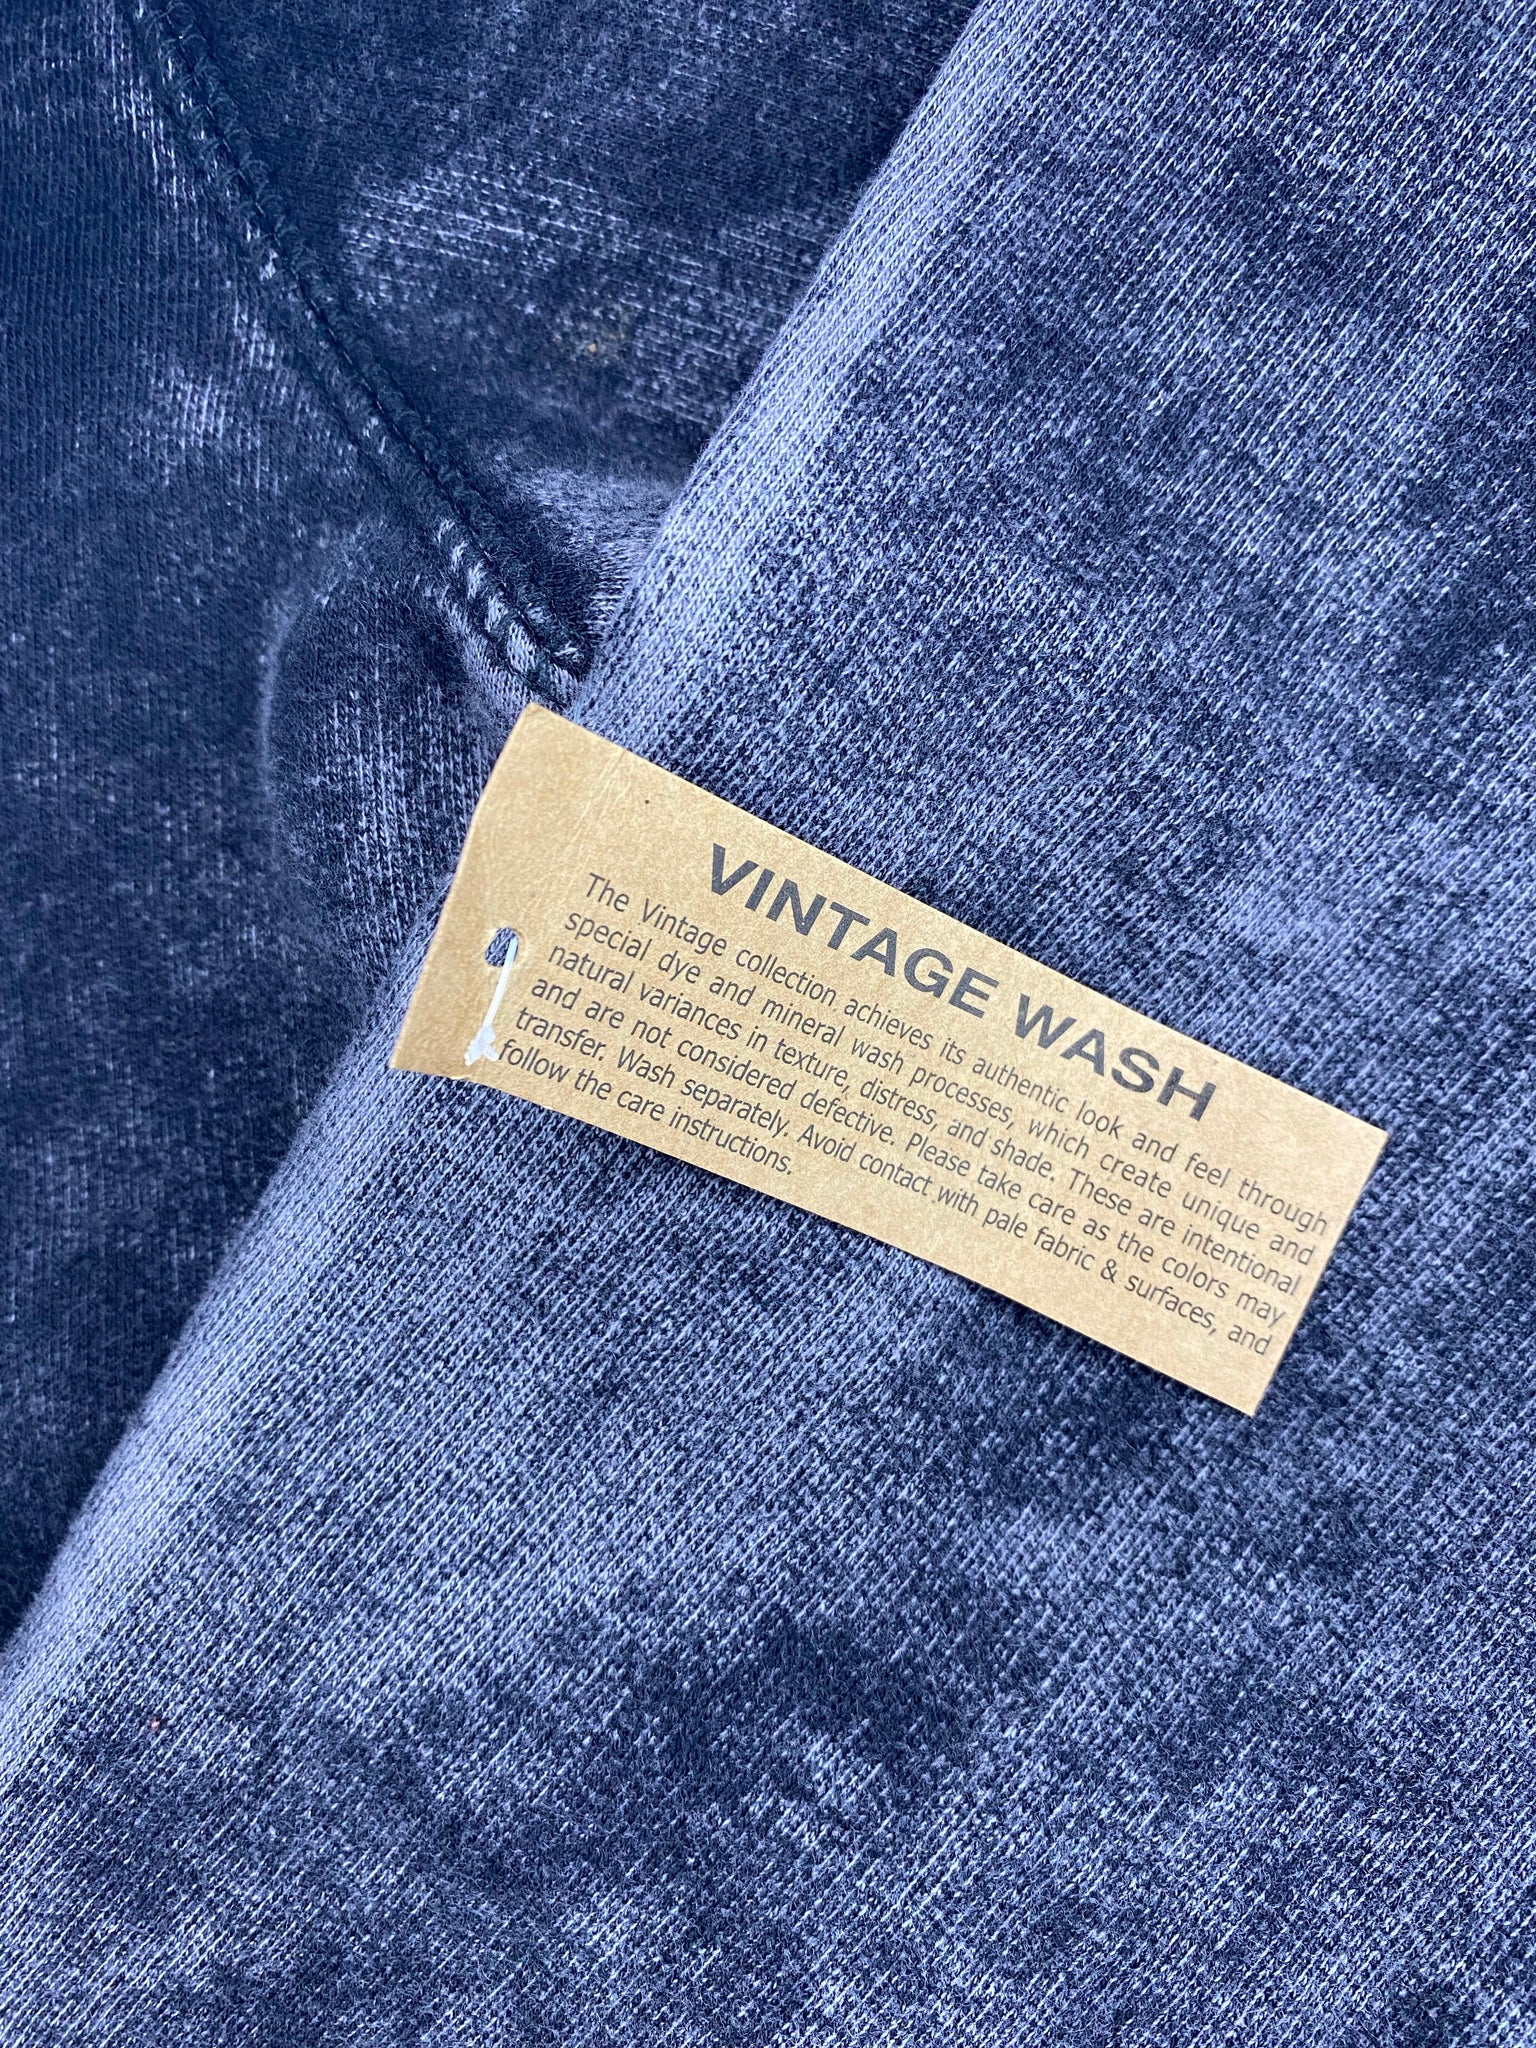 VINTAGE WASH
The Vintage collection achieves its authentic look and feel through
special dye and mineral wash processes, which create unique and
natural variances in texture, distress, and shade. These are intentional
and are not considered defective. Please take care as the colors may
transfer. Wash separately. Avoid contact with pale fabric & surfaces, and
follow the care instructions.